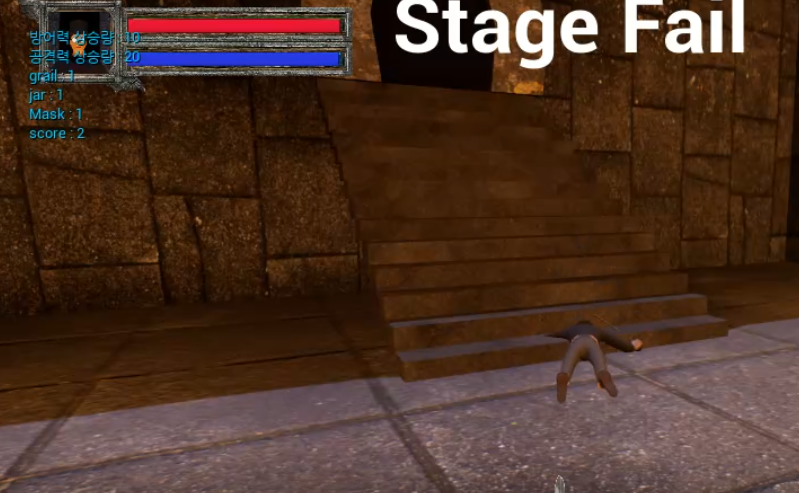 Stage Fail
방어력 상승량 : 10
공격력 상승량 : 20
grail : 1
jar : 1
Mask : 1
score : 2